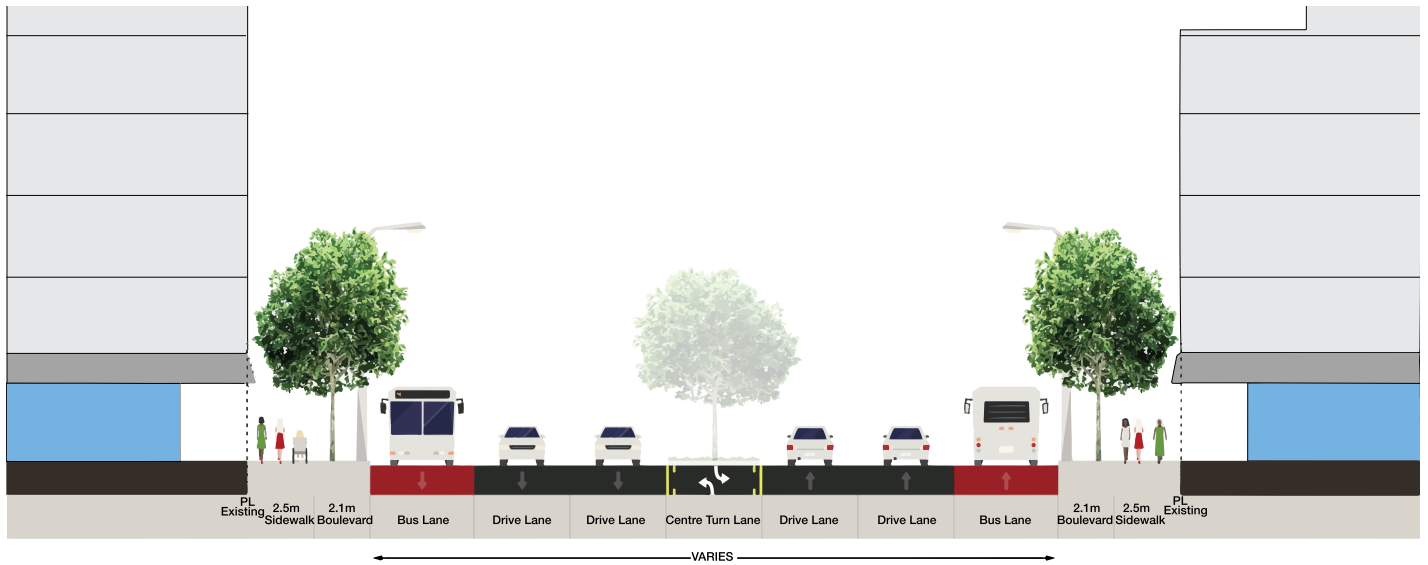 PL
Existing
2.5m
Sidewalk
2.1m
Boulevard
Bus Lane
Drive Lane
Drive Lane
Centre Turn Lane
Drive Lane
Drive Lane
Bus Lane
2.1m
Boulevard
2.5m
Sidewalk
PL
Existing
VARIES